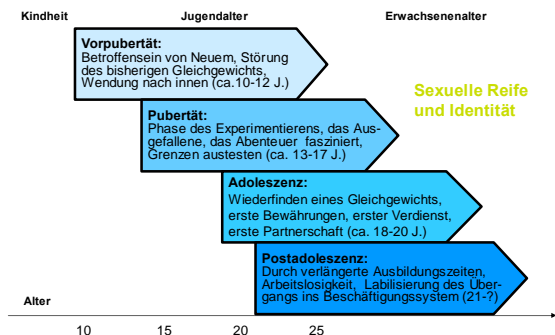 Kindheit Jugendalter Erwachsenenalter
Vorpubertät:
Betroffensein von Neuem, Störung
des bisherigen Gleichgewichts,
Wendung nach innen (ca.10-12 J.)
Sexuelle Reife
und Identität
Pubertät:
Phase des Experimentierens, das Aus-
gefallene, das Abenteuer fasziniert,
Grenzen austesten (ca. 13-17 J.)
Adoleszenz:
Wiederfinden eines Gleichgewichts,
erste Bewährungen, erster Verdienst,
erste Partnerschaft (ca. 18-20 J.)
Postadoleszenz:
Durch verlängerte Ausbildungszeiten,
Arbeitslosigkeit, Labilisierung des Über-
gangs ins Beschäftigungssystem (21-?)
Alter
10 15 20 25